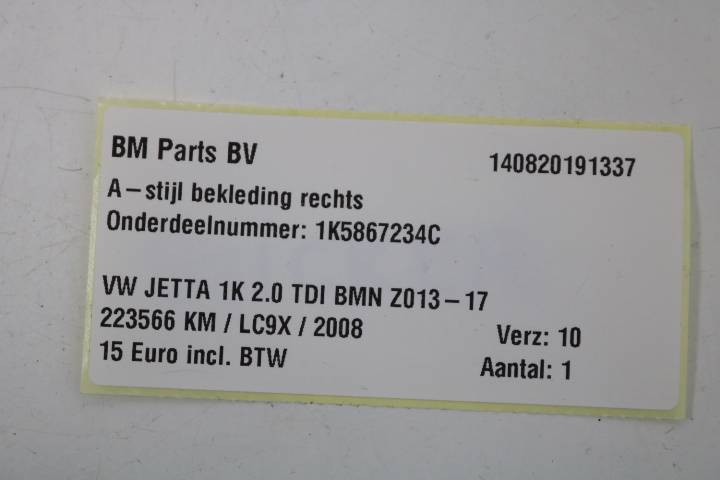 BM Parts BV
140820191337
A-stijl bekleding rechts
Onderdeelnummer: 1K5867234C
VW JETTA 1K 2.0 TDI BMN Z013-17
223566 KM / LC9X / 2008
Verz: 10
15 Euro incl. BTW
Aantal: 1